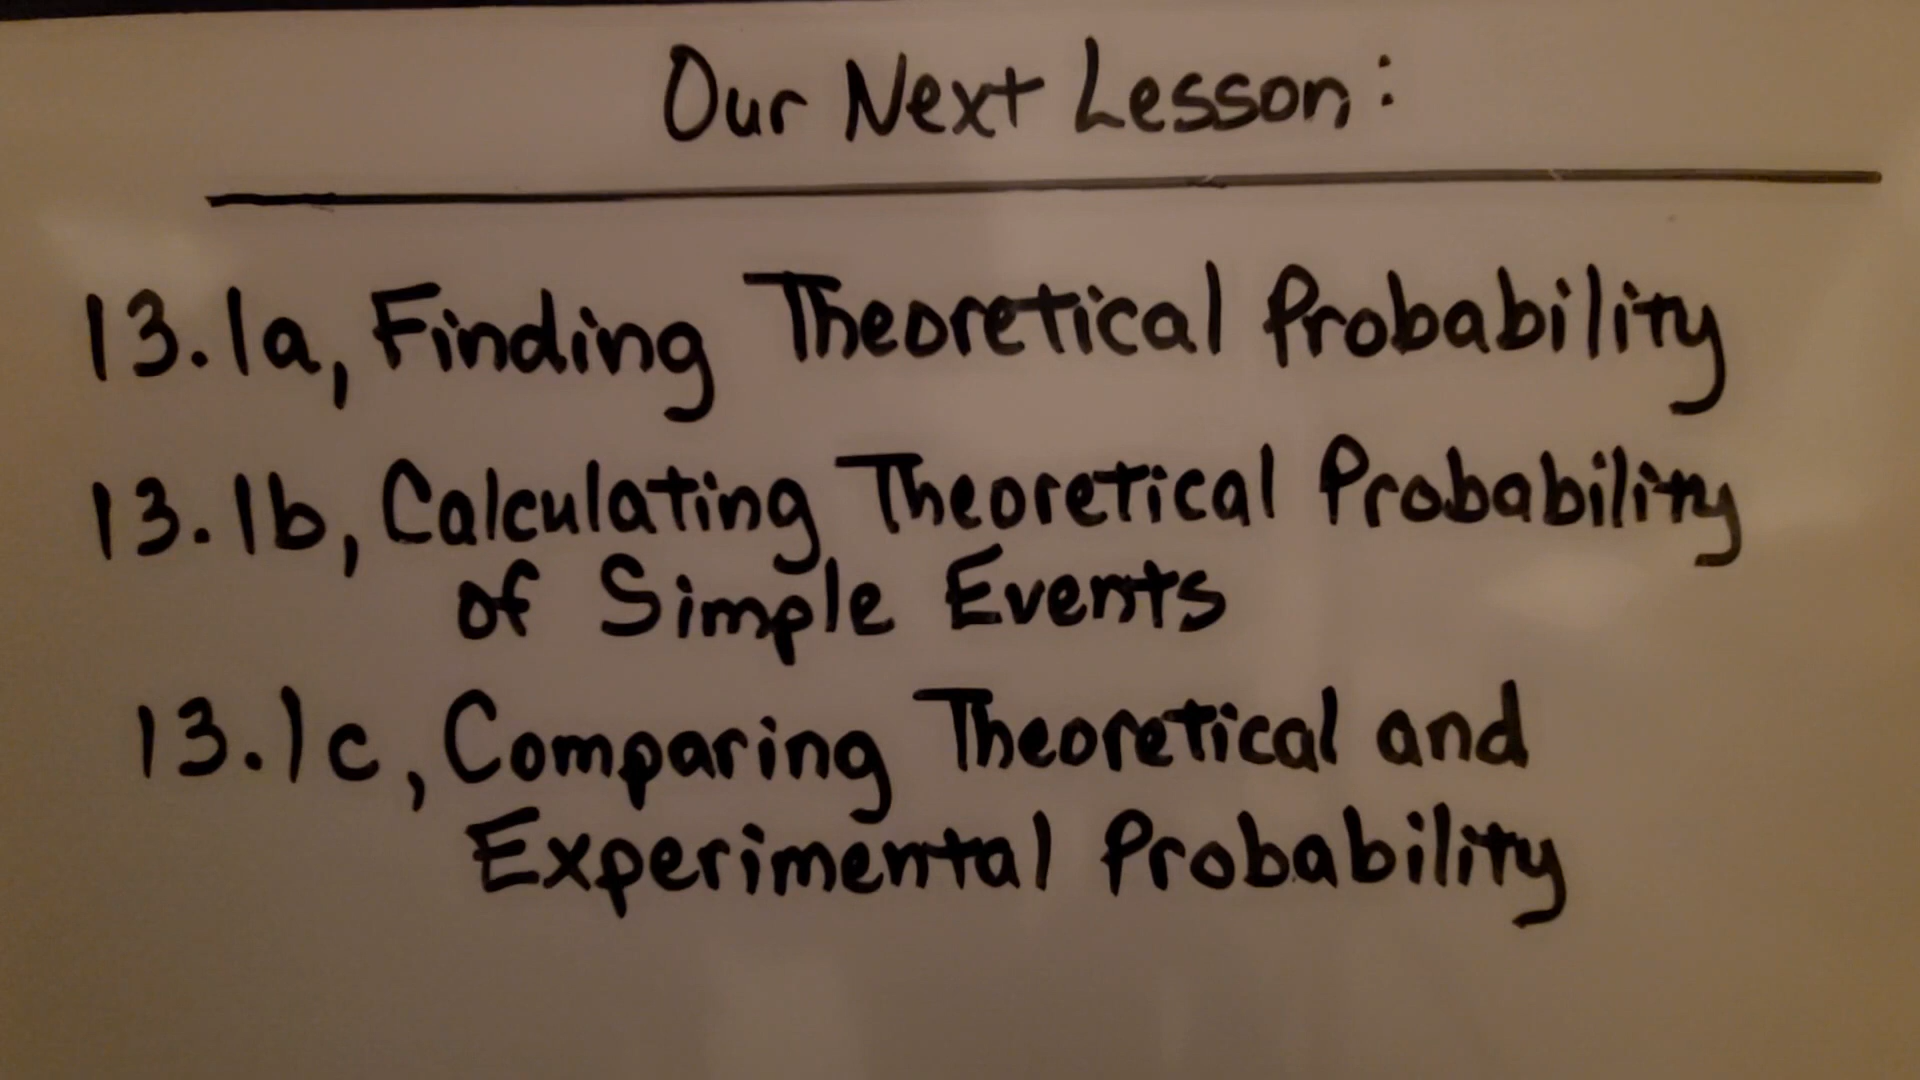 Our Next Lesson:
13.1a, Finding Theoretical Probability
13.1b, Calculating Theoretical Probability
of Simple Events
13.1c, Comparing Theoretical and
Experimental Probability